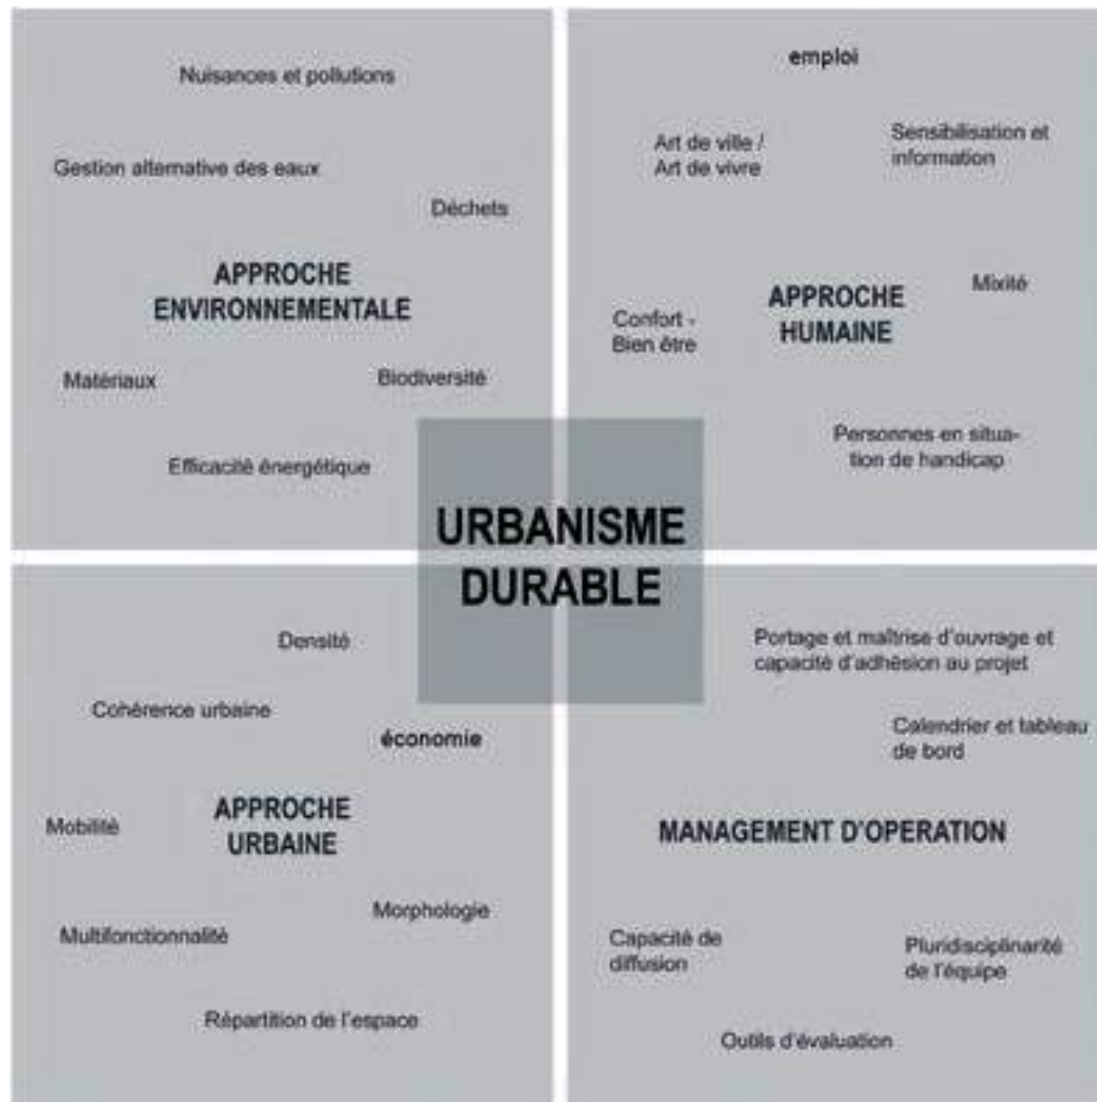 Nuisances et pollutions
Gestion alternative des eaux
Déchets
APPROCHE
ENVIRONNEMENTALE
Matériaux
Biodiversité
Efficacité énergétique
emploi
Art de ville /
Art de vivre
Sensibilisation et
information
Mixité
APPROCHE
HUMAINE
Confort -
Bien être
Personnes en situa-
tion de handicap
URBANISME
DURABLE
Densité
Cohérence urbaine
économie
Mobilité
APPROCHE
URBAINE
Morphologie
Multifonctionnalité
Répartition de l'espace
Portage et maîtrise d'ouvrage et
capacité d'adhésion au projet
Calendrier et tableau
de bord
MANAGEMENT D'OPERATION
Capacité de
diffusion
Pluridisciplinarité
de l'équipe
Outils d'évaluation